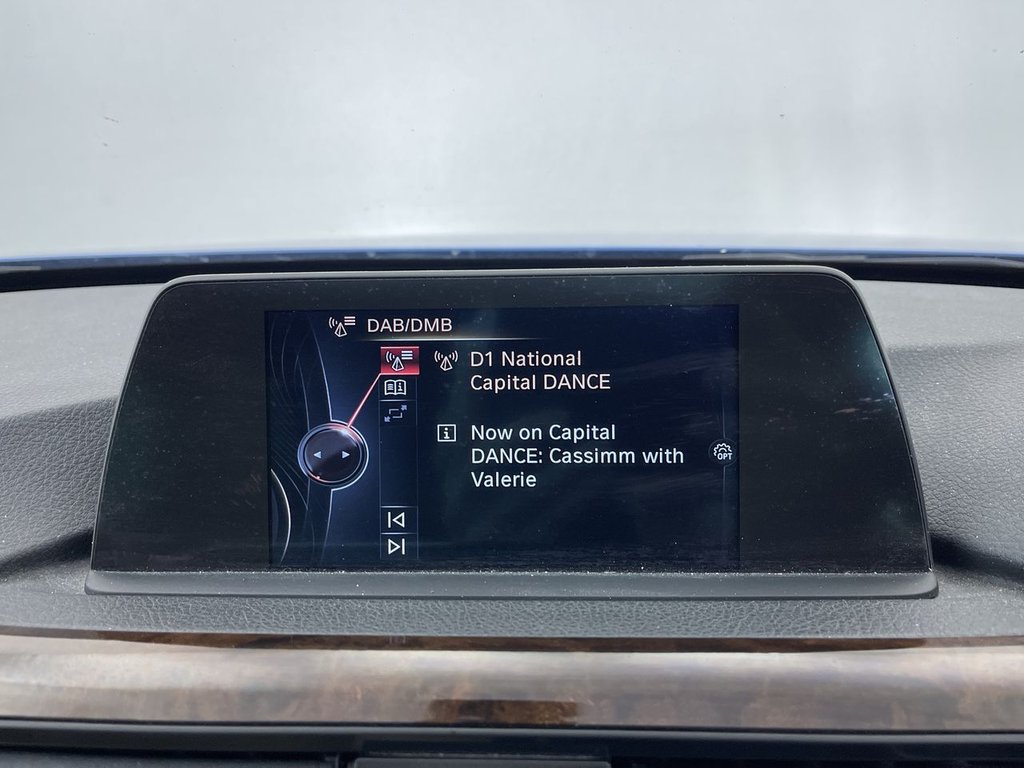 DAB/DMB
D1 National
Capital DANCE
Now on Capital
DANCE: Cassimm with
Valerie
OPT